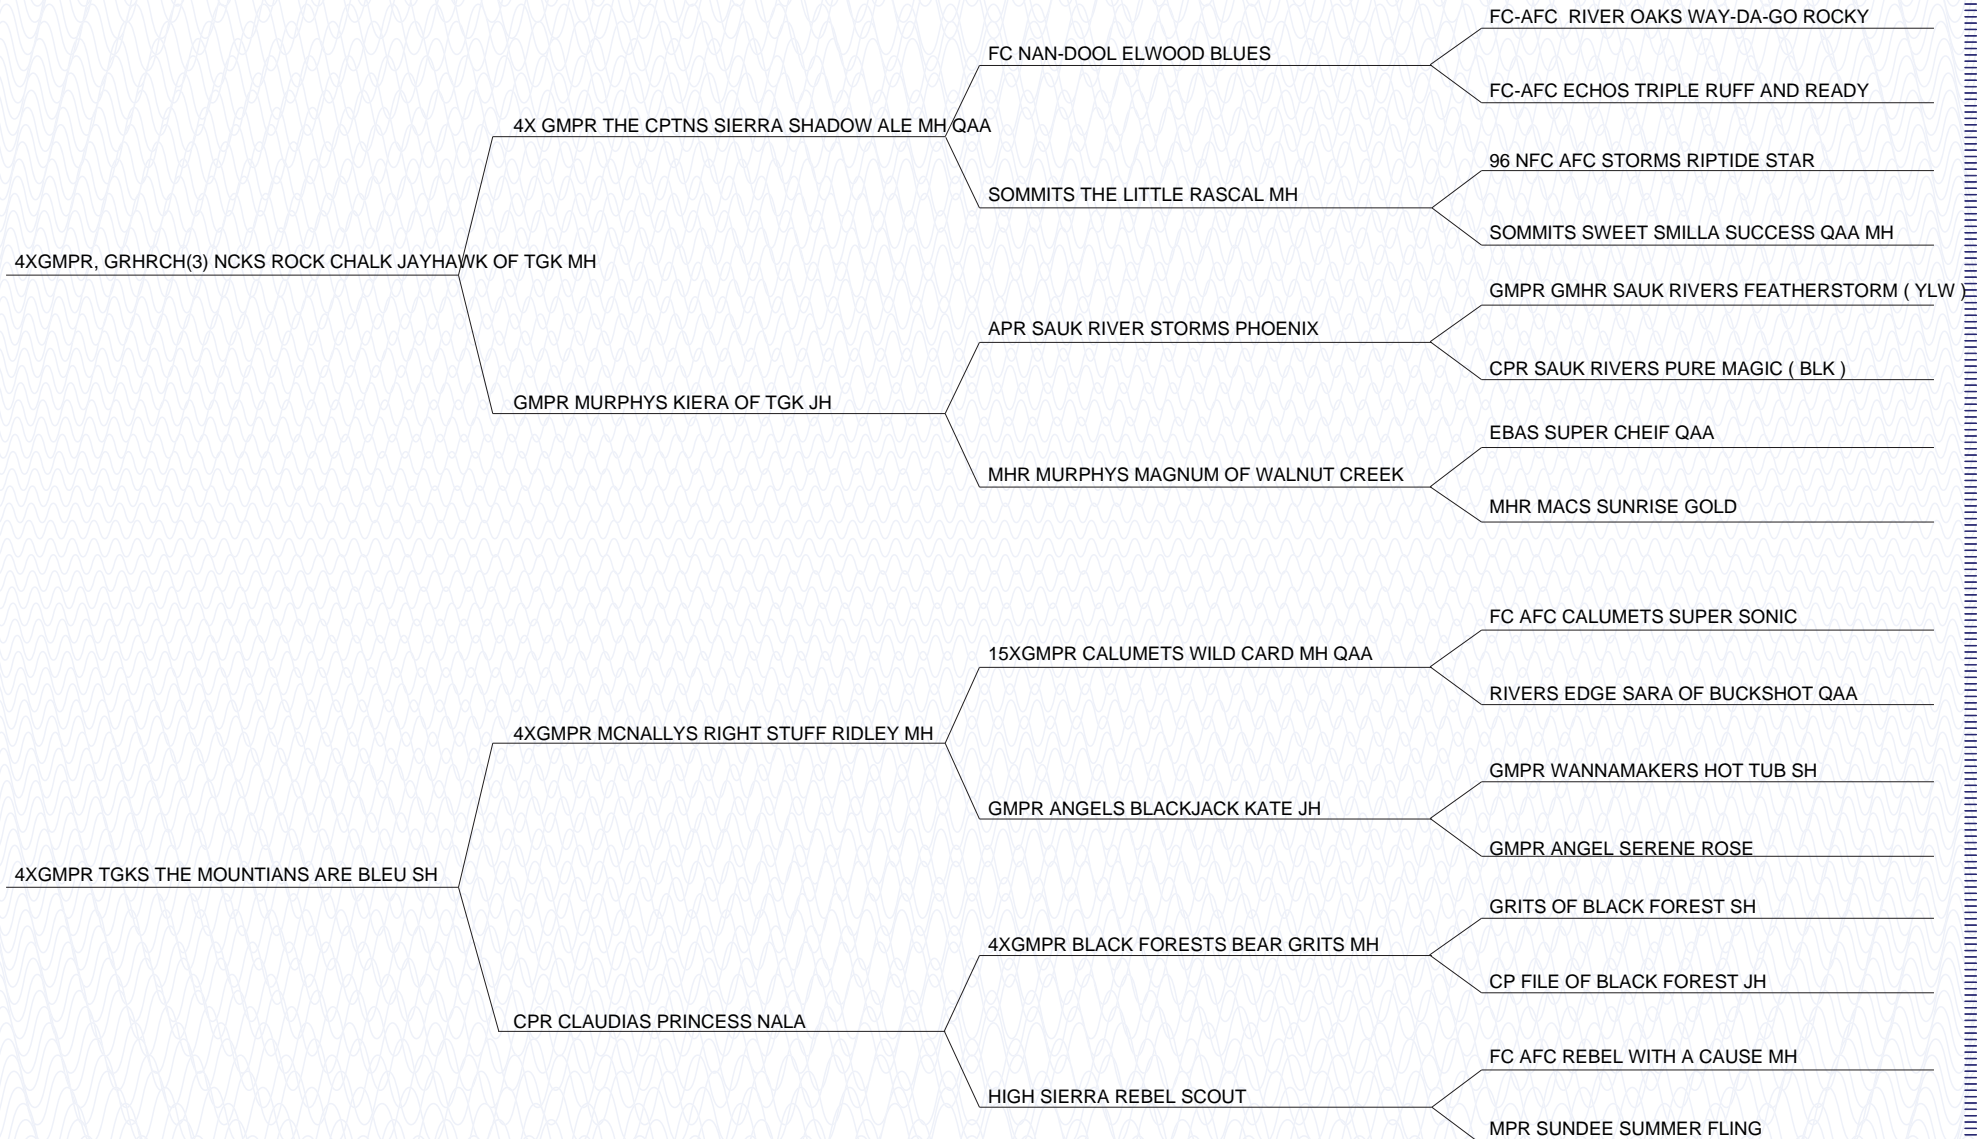 FC-AFC  RIVER OAKS WAY-DA-GO ROCKY
FC NAN-DOOL ELWOOD BLUES
FC-AFC ECHOS TRIPLE RUFF AND READY
4X GMPR THE CPTNS SIERRA SHADOW ALE MH QAA
96 NFC AFC STORMS RIPTIDE STAR
SOMMITS THE LITTLE RASCAL MH
SOMMITS SWEET SMILLA SUCCESS QAA MH
4XGMPR, GRHRCH(3) NCKS ROCK CHALK JAYHAWK OF TGK MH
GMPR GMHR SAUK RIVERS FEATHERSTORM ( YLW )
APR SAUK RIVER STORMS PHOENIX
CPR SAUK RIVERS PURE MAGIC ( BLK )
GMPR MURPHYS KIERA OF TGK JH
EBAS SUPER CHEIF QAA
MHR MURPHYS MAGNUM OF WALNUT CREEK
MHR MACS SUNRISE GOLD
FC AFC CALUMETS SUPER SONIC
15XGMPR CALUMETS WILD CARD MH QAA
RIVERS EDGE SARA OF BUCKSHOT QAA
4XGMPR MCNALLYS RIGHT STUFF RIDLEY MH
GMPR WANNAMAKERS HOT TUB SH
GMPR ANGELS BLACKJACK KATE JH
GMPR ANGEL SERENE ROSE
4XGMPR TGKS THE MOUNTIANS ARE BLEU SH
GRITS OF BLACK FOREST SH
4XGMPR BLACK FORESTS BEAR GRITS MH
CP FILE OF BLACK FOREST JH
CPR CLAUDIAS PRINCESS NALA
FC AFC REBEL WITH A CAUSE MH
HIGH SIERRA REBEL SCOUT
MPR SUNDEE SUMMER FLING